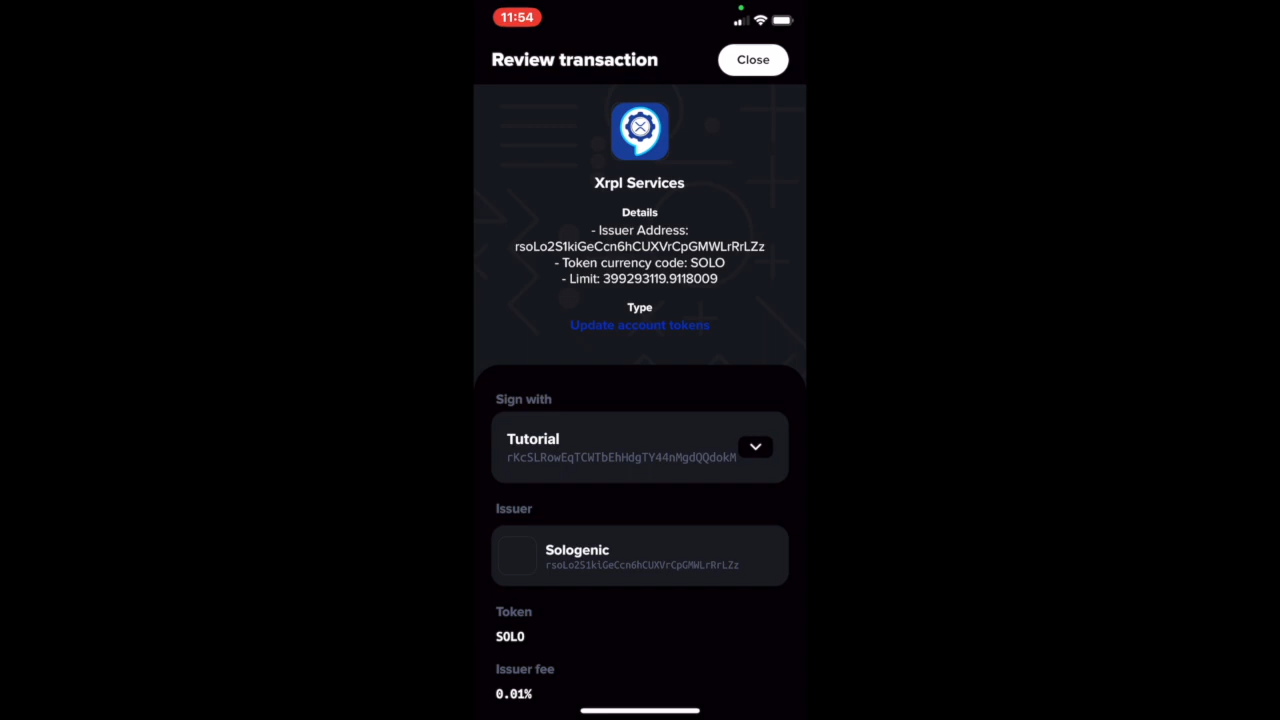 11:54
Review transaction
Close
Xrpl Services
Details
- Issuer Address:
rsoLo2S1kiGeCcn6hCUXVrCpGMWLrRrLZz
- Token currency code: SOLO
- Limit: 399293119.9118009
Type
Update account tokens
Sign with
Tutorial
rKcSLRowEqTCWTbEhHdgTY44nMgdQQdokM
Issuer
Sologenic
rsoLo2S1kiGeCcn6hCUXVrCpGMWLrRrLZz
Token
SOLO
Issuer fee
0.01%